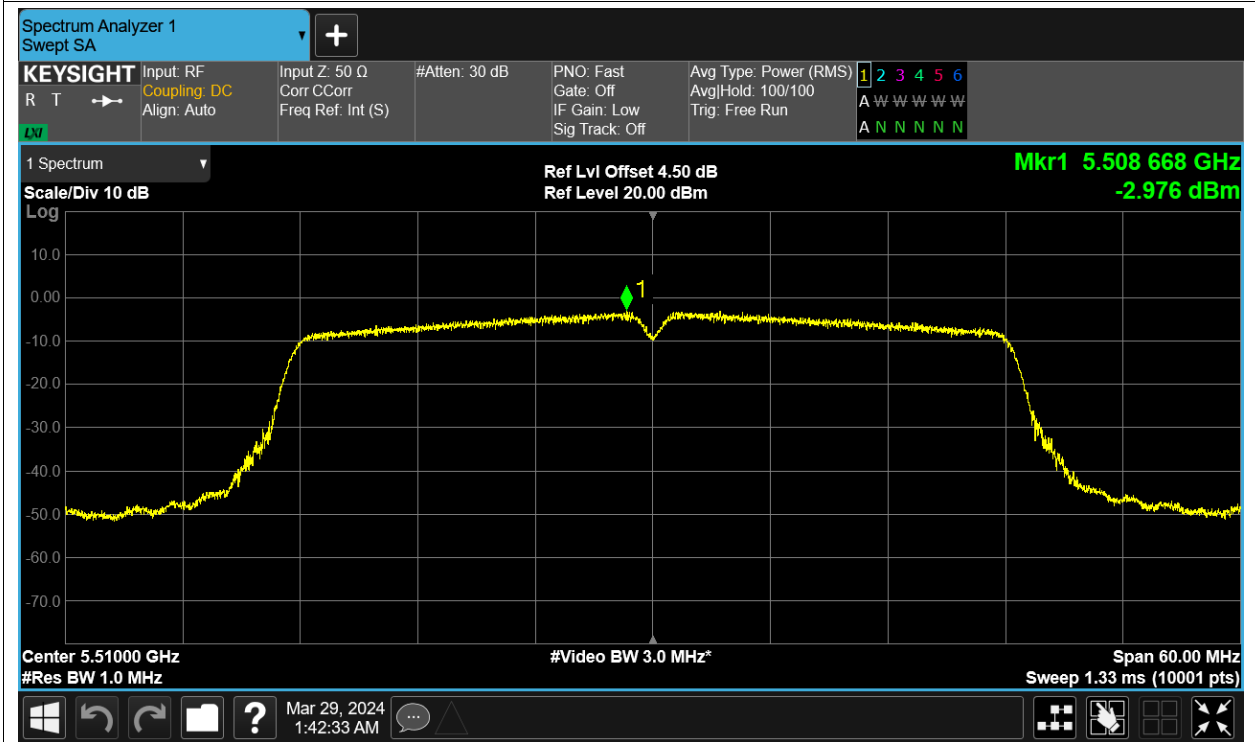 Spectrum Analyzer 1
Swept SA
KEYSIGHT
R T
LXI
Input: RF
Coupling: DC
Align: Auto
Input Z: 50 Ω
Corr CCorr
Freq Ref: Int (S)
#Atten: 30 dB
PNO: Fast
Gate: Off
IF Gain: Low
Sig Track: Off
Avg Type: Power (RMS)
Avg|Hold: 100/100
Trig: Free Run
1 2 3 4 5 6
A W W W W W
A N N N N N
1 Spectrum
Scale/Div 10 dB
Log
Ref Lvl Offset 4.50 dB
Ref Level 20.00 dBm
Mkr1 5.508 668 GHz
-2.976 dBm
10.0
0.00
1
-10.0
-20.0
-30.0
-40.0
-50.0
-60.0
-70.0
Center 5.51000 GHz
#Video BW 3.0 MHz*
Span 60.00 MHz
#Res BW 1.0 MHz
Sweep 1.33 ms (10001 pts)
?
Mar 29, 2024
1:42:33 AM